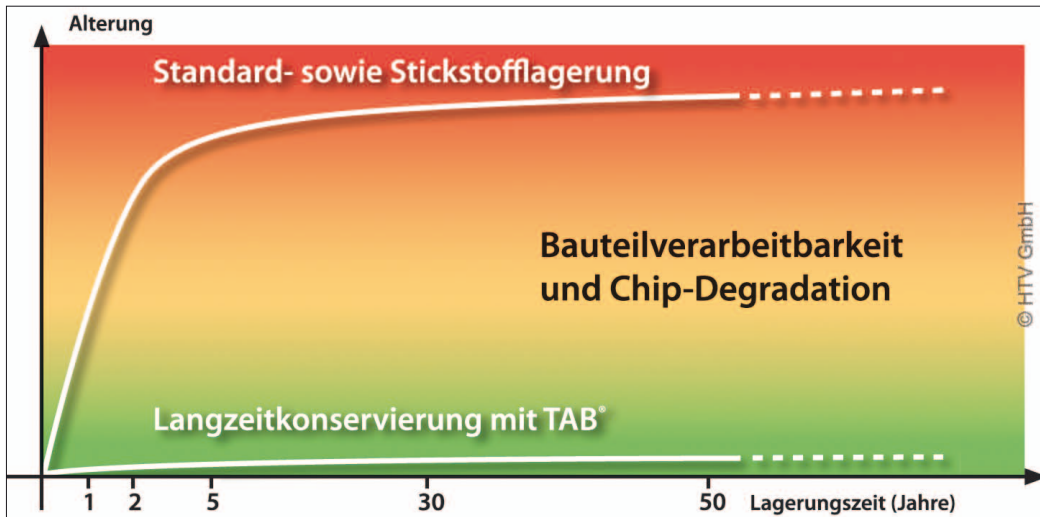 Alterung
Standard- sowie Stickstofflagerung
Bauteilverarbeitbarkeit
und Chip-Degradation
© HTV GmbH
Langzeitkonservierung mit TAB®
1 2 5 30 50 Lagerungszeit (Jahre)